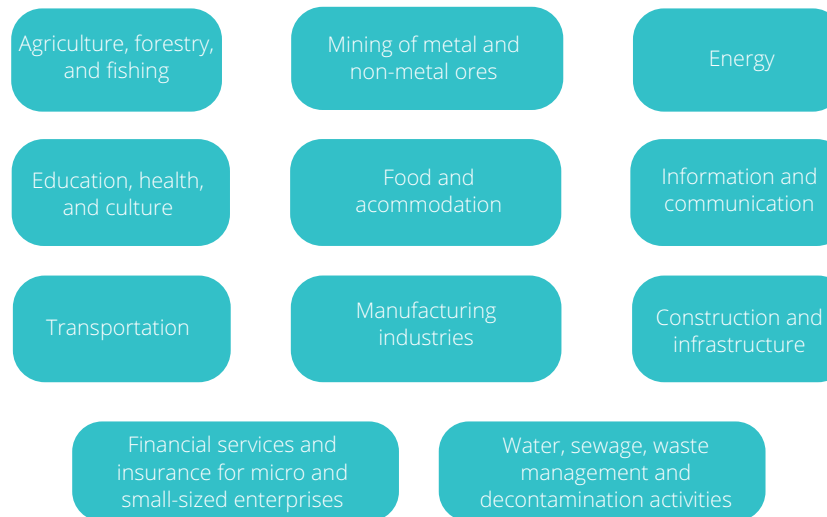 Agriculture, forestry,
and fishing
Mining of metal and
non-metal ores
Energy
Education, health,
and culture
Food and
acommodation
Information and
communication
Transportation
Manufacturing
industries
Construction and
infrastructure
Financial services and
insurance for micro and
small-sized enterprises
Water, sewage, waste
management and
decontamination activities